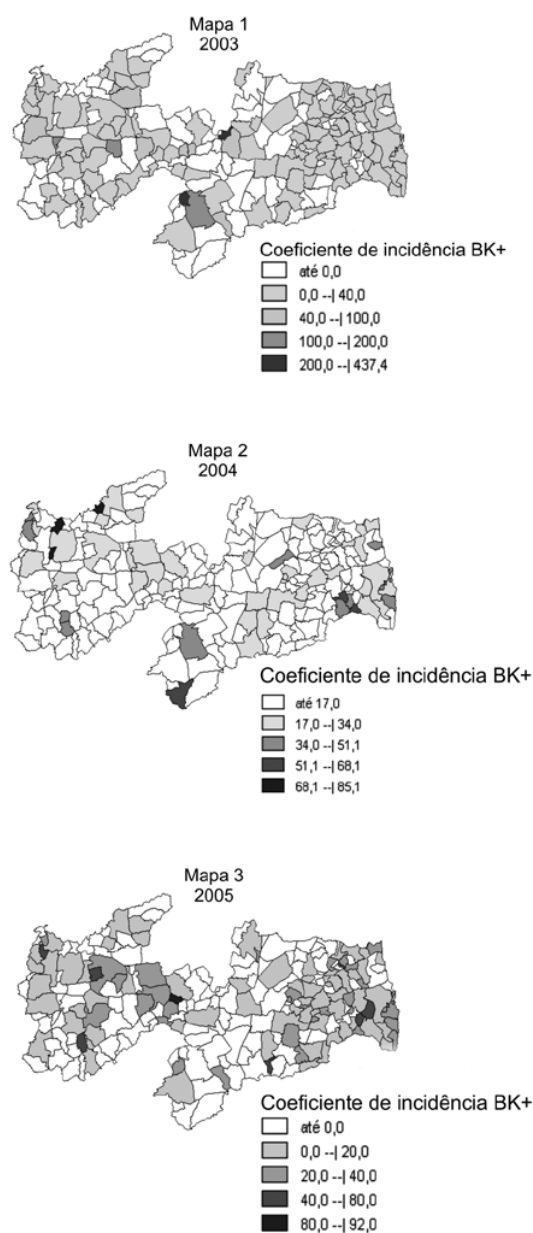 Mapa 1
2003
Coeficiente de incidência BK+
até 0,0
0,0 --| 40,0
40,0 --| 100,0
100,0 --| 200,0
200,0 --| 437,4
Mapa 2
2004
Coeficiente de incidência BK+
até 17,0
17,0 --| 34,0
34,0 --| 51,1
51,1 --| 68,1
68,1 --| 85,1
Mapa 3
2005
Coeficiente de incidência BK+
até 0,0
0,0 --| 20,0
20,0 --| 40,0
40,0 --| 80,0
80,0 --| 92,0